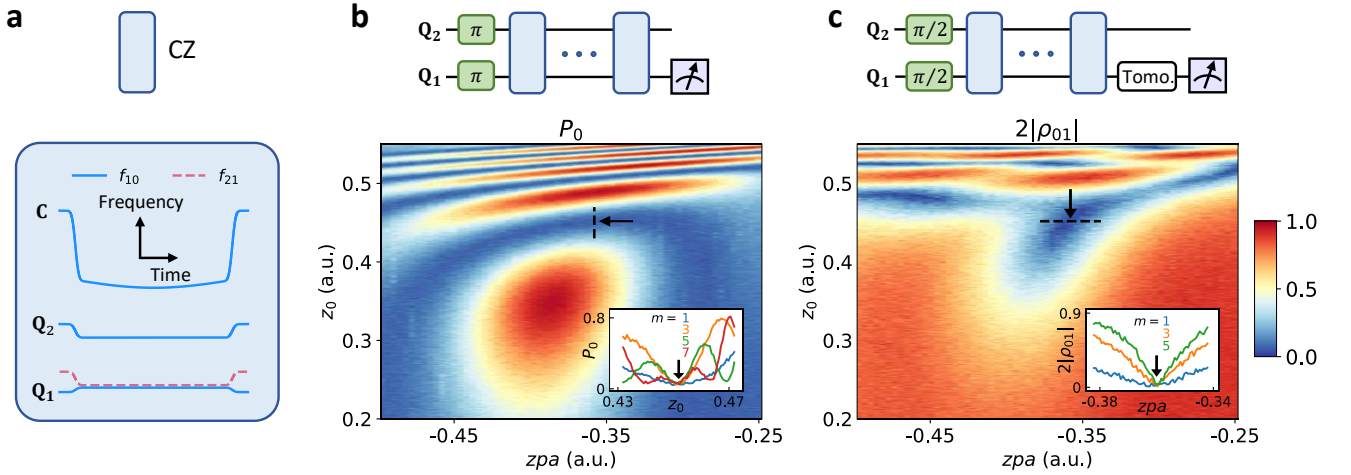 a
CZ
f₁₀ f₂₁
C
Frequency
Time
Q₂
Q₁
b
Q₂ π
Q₁ π
P₀
z₀ (a.u.)
0.5
0.4
0.3
0.2
-0.45 -0.35 -0.25
zpa (a.u.)
P₀
0.8
0
m = 1
3
5
7
0.43 0.47
z₀
c
Q₂ π/2
Q₁ π/2 Tomo.
2|ρ₀₁|
z₀ (a.u.)
0.5
0.4
0.3
0.2
-0.45 -0.35 -0.25
zpa (a.u.)
2|ρ₀₁|
0.9
0
m = 1
3
5
-0.38 -0.34
zpa
1.0
0.5
0.0